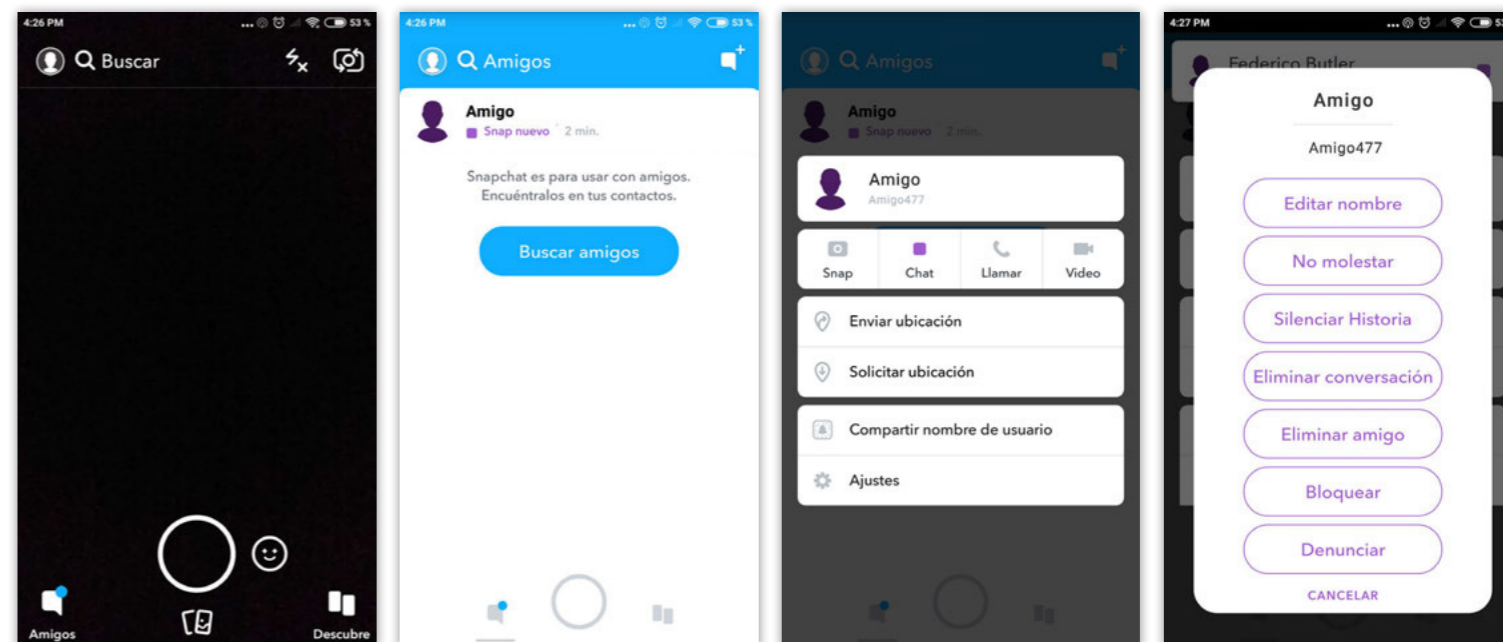 4:26 PM
53 %
Buscar
Amigos
Descubre
4:26 PM
53 %
Amigos
Amigo
Snap nuevo 2 min.
Snapchat es para usar con amigos.
Encuéntralos en tus contactos.
Buscar amigos
Amigos
Amigo
Snap nuevo 2 min.
Amigo
Amigo477
Snap
Chat
Llamar
Video
Enviar ubicación
Solicitar ubicación
Compartir nombre de usuario
Ajustes
4:27 PM
53
Federico Butler
Amigo
Amigo477
Editar nombre
No molestar
Silenciar Historia
Eliminar conversación
Eliminar amigo
Bloquear
Denunciar
CANCELAR